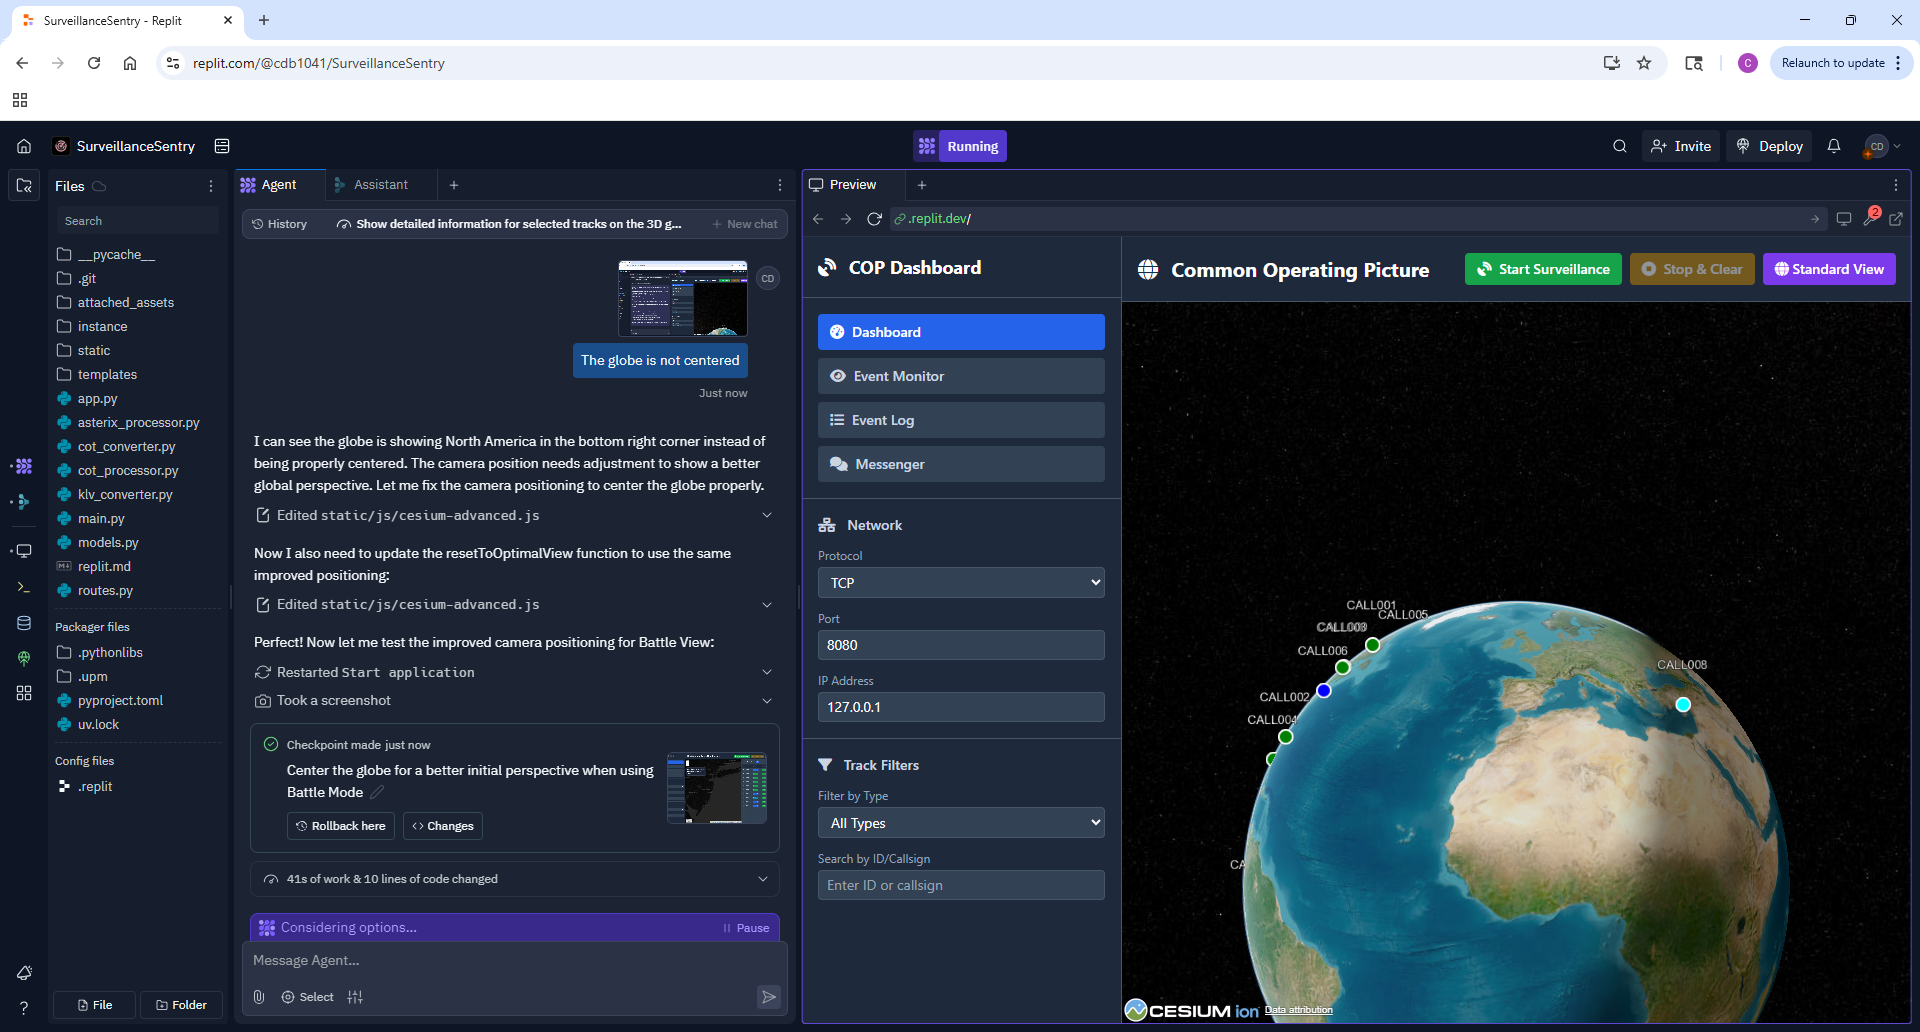 SurveillanceSentry - Replit
replit.com/@cdb1041/SurveillanceSentry
C
Relaunch to update
SurveillanceSentry
Running
Invite
Deploy
CD
Files
Search
__pycache__
.git
attached_assets
instance
static
templates
app.py
asterix_processor.py
cot_converter.py
cot_processor.py
klv_converter.py
main.py
models.py
replit.md
routes.py
Packager files
.pythonlibs
.upm
pyproject.toml
uv.lock
Config files
.replit
File
Folder
Agent
Assistant
History
Show detailed information for selected tracks on the 3D g...
New chat
CD
The globe is not centered
Just now
I can see the globe is showing North America in the bottom right corner instead of
being properly centered. The camera position needs adjustment to show a better
global perspective. Let me fix the camera positioning to center the globe properly.
Edited static/js/cesium-advanced.js
Now I also need to update the resetToOptimalView function to use the same
improved positioning:
Edited static/js/cesium-advanced.js
Perfect! Now let me test the improved camera positioning for Battle View:
Restarted Start application
Took a screenshot
Checkpoint made just now
Center the globe for a better initial perspective when using
Battle Mode
Rollback here
Changes
41s of work & 10 lines of code changed
Considering options...
Pause
Message Agent...
Select
Preview
.replit.dev/
2
COP Dashboard
Dashboard
Event Monitor
Event Log
Messenger
Network
Protocol
TCP
Port
8080
IP Address
127.0.0.1
Track Filters
Filter by Type
All Types
Search by ID/Callsign
Enter ID or callsign
Common Operating Picture
Start Surveillance
Stop & Clear
Standard View
CALL001
CALL005
CALL006
CALL008
CALL002
CALL004
CA
CESIUM ion
Data attribution